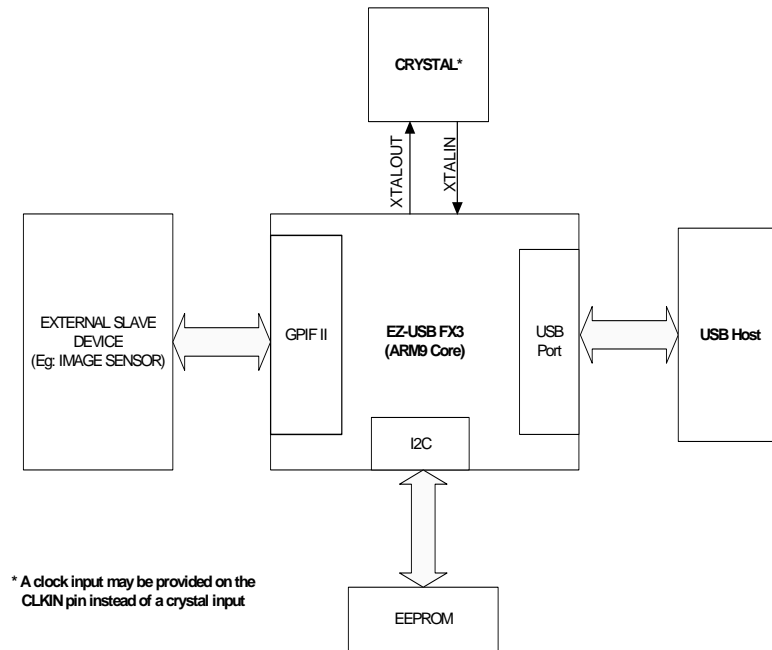 CRYSTAL*
XTALOUT
XTALIN
EXTERNAL SLAVE
DEVICE
(Eg: IMAGE SENSOR)
GPIF II
EZ-USB FX3
(ARM9 Core)
USB
Port
USB Host
I2C
* A clock input may be provided on the
CLKIN pin instead of a crystal input
EEPROM